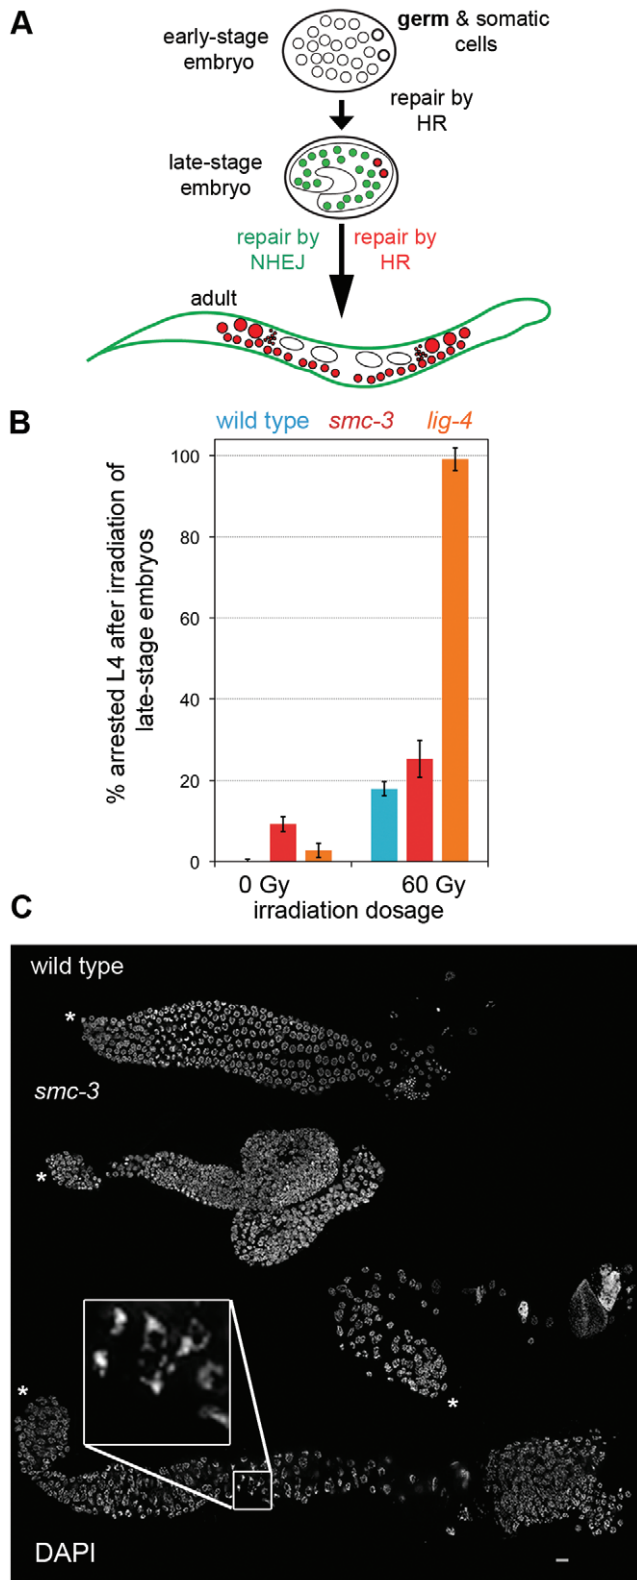 A
early-stage
embryo
germ & somatic
cells
repair by
HR
late-stage
embryo
repair by
NHEJ
repair by
HR
adult
B
wild type smc-3 lig-4
% arrested L4 after irradiation of
late-stage embryos
100
80
60
40
20
0
0 Gy 60 Gy
irradiation dosage
C
wild type
*
smc-3
*
*
*
DAPI